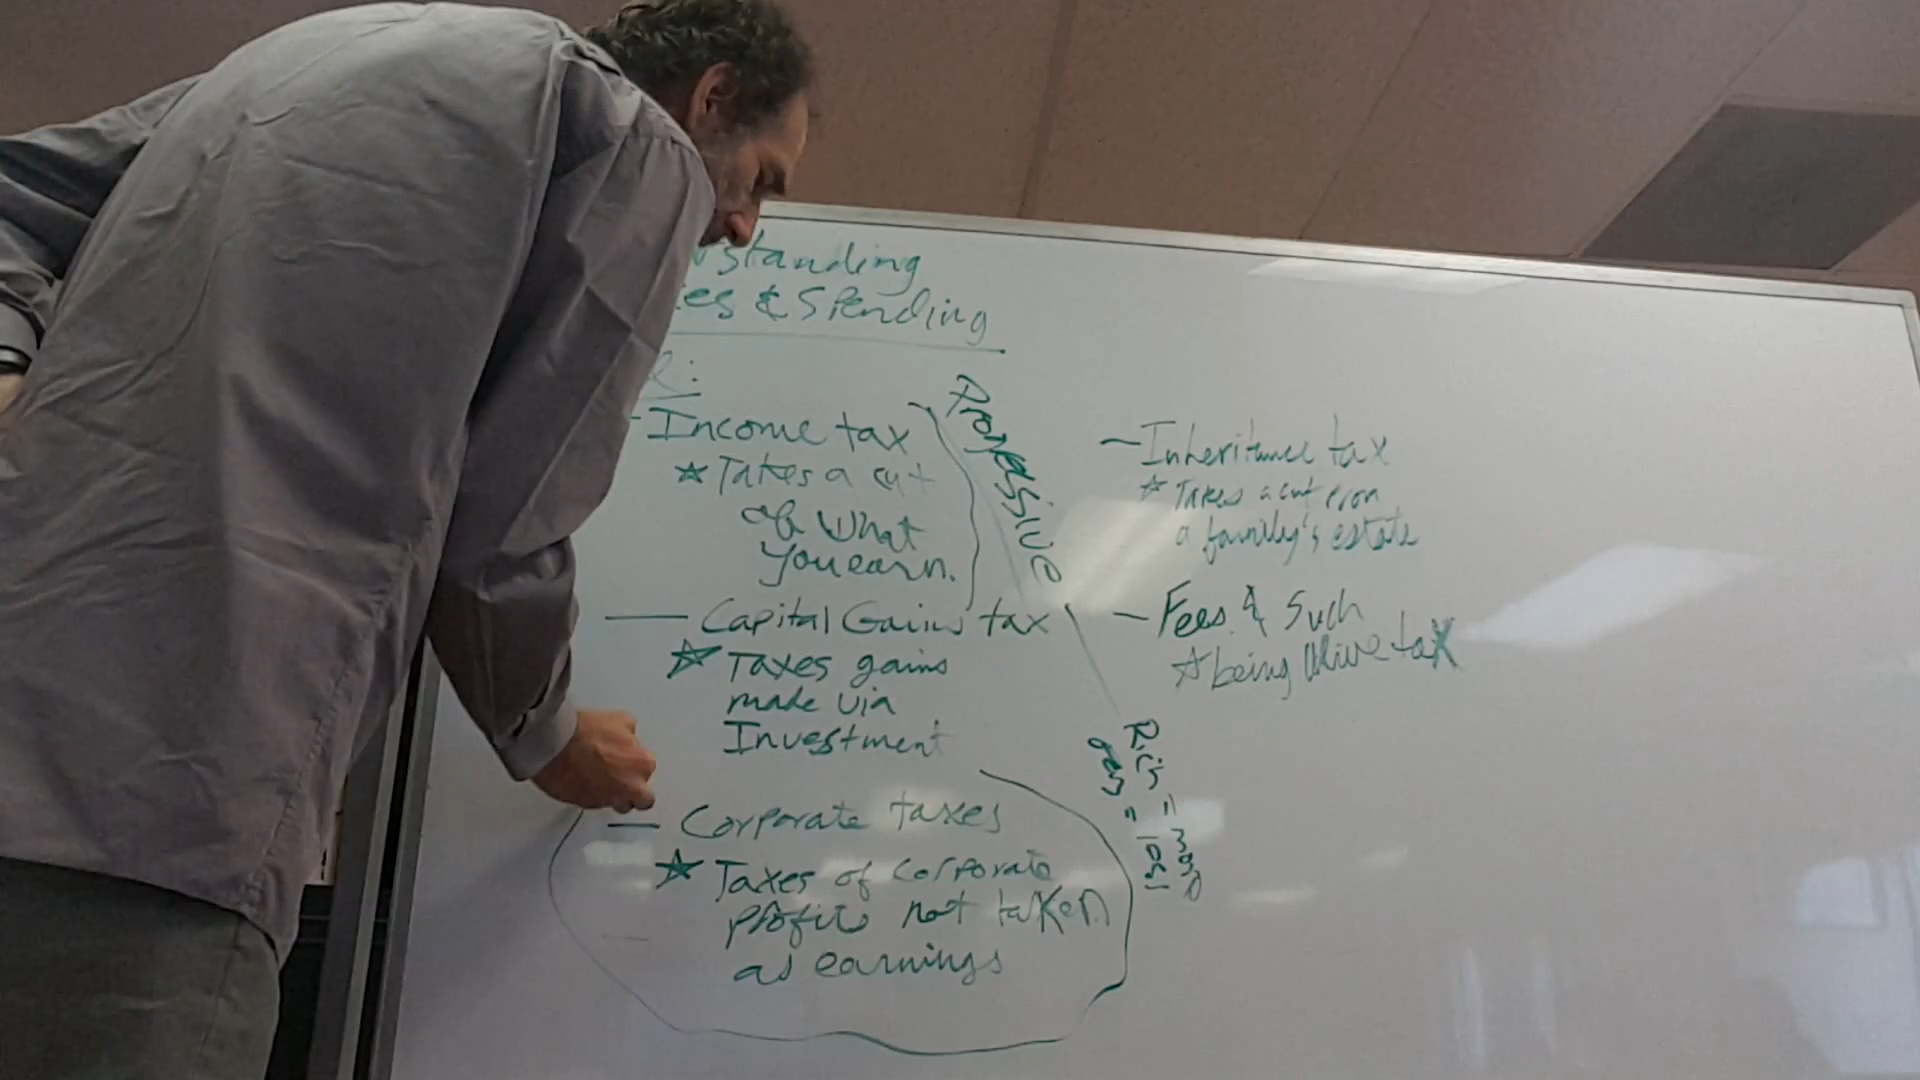 standing
es & Spending
Income tax
☆ Takes a cut
of what
you earn.
Progressive
— Capital Gains tax
☆ Taxes gains
made via
Investment
— Corporate taxes
☆ Taxes of corporate
profits not taken
as earnings
— Inheritance tax
☆ Takes a cut from
a family's estate
— Fees & Such
☆ being Alive tax
Rich = more
= less